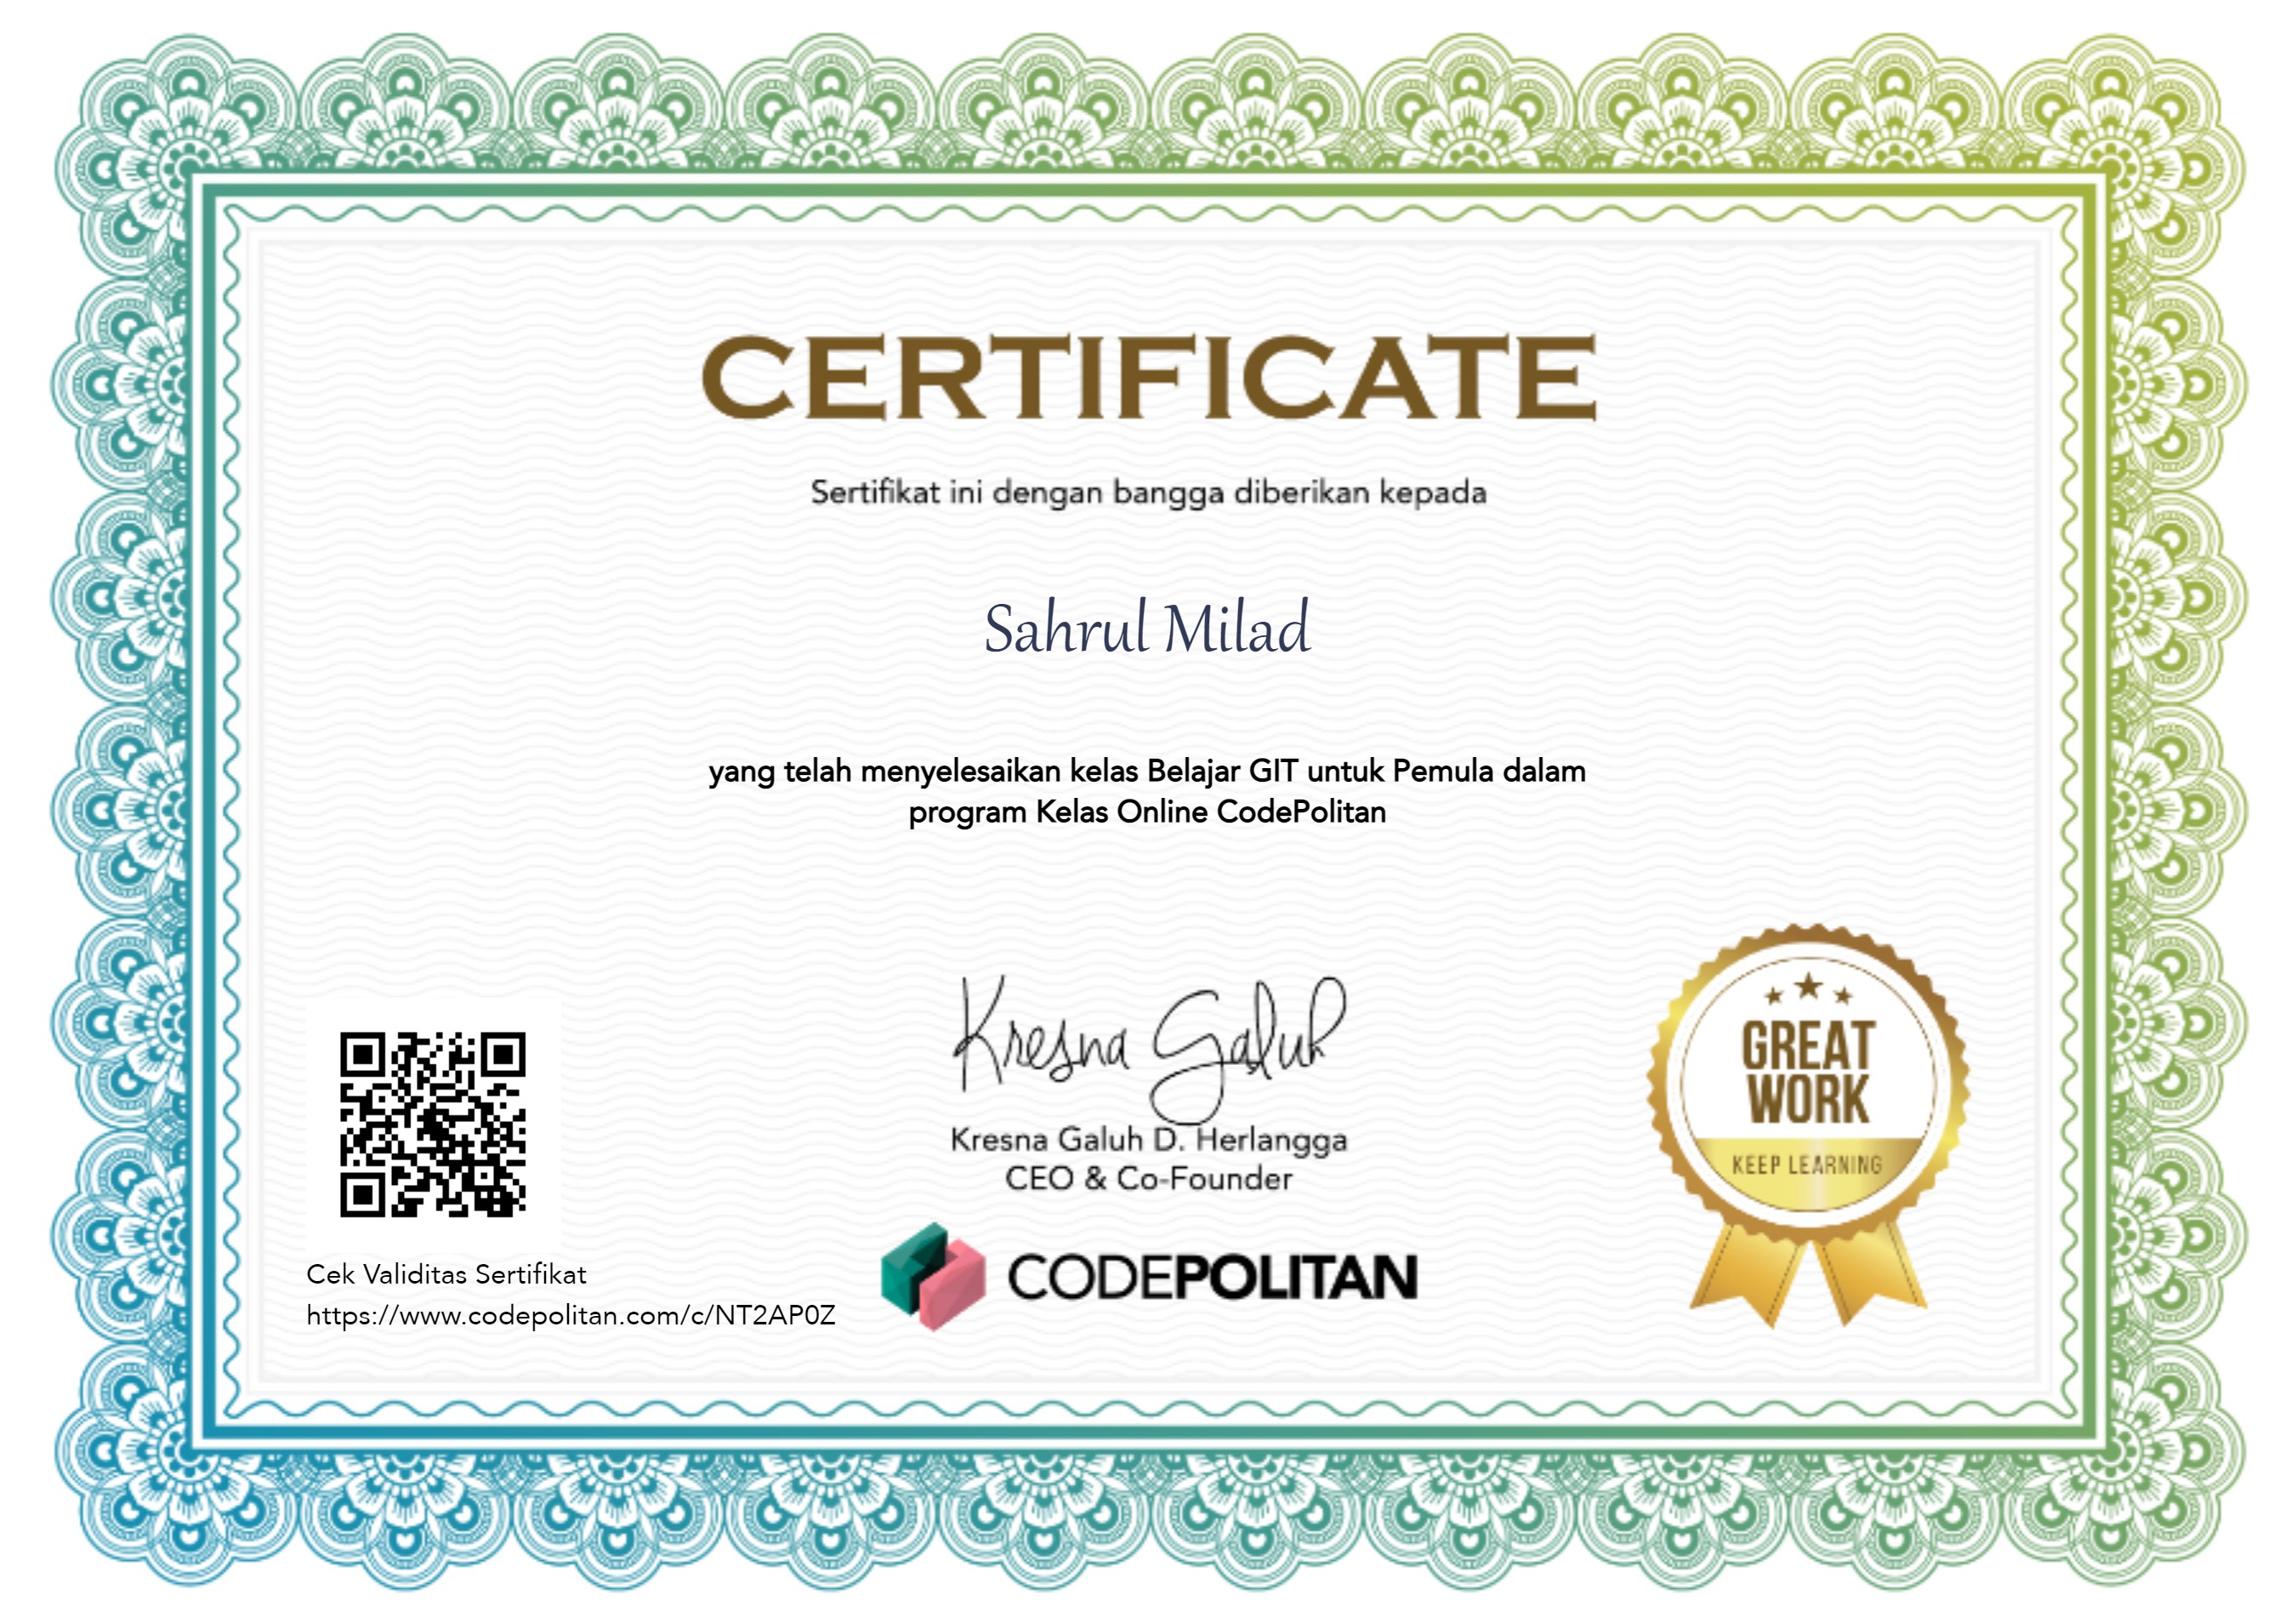 CERTIFICATE
Sertifikat ini dengan bangga diberikan kepada
Sahrul Milad
yang telah menyelesaikan kelas Belajar GIT untuk Pemula dalam
program Kelas Online CodePolitan
Kresna Galuh
Kresna Galuh D. Herlangga
CEO & Co-Founder
CODEPOLITAN
GREAT
WORK
KEEP LEARNING
Cek Validitas Sertifikat
https://www.codepolitan.com/c/NT2AP0Z